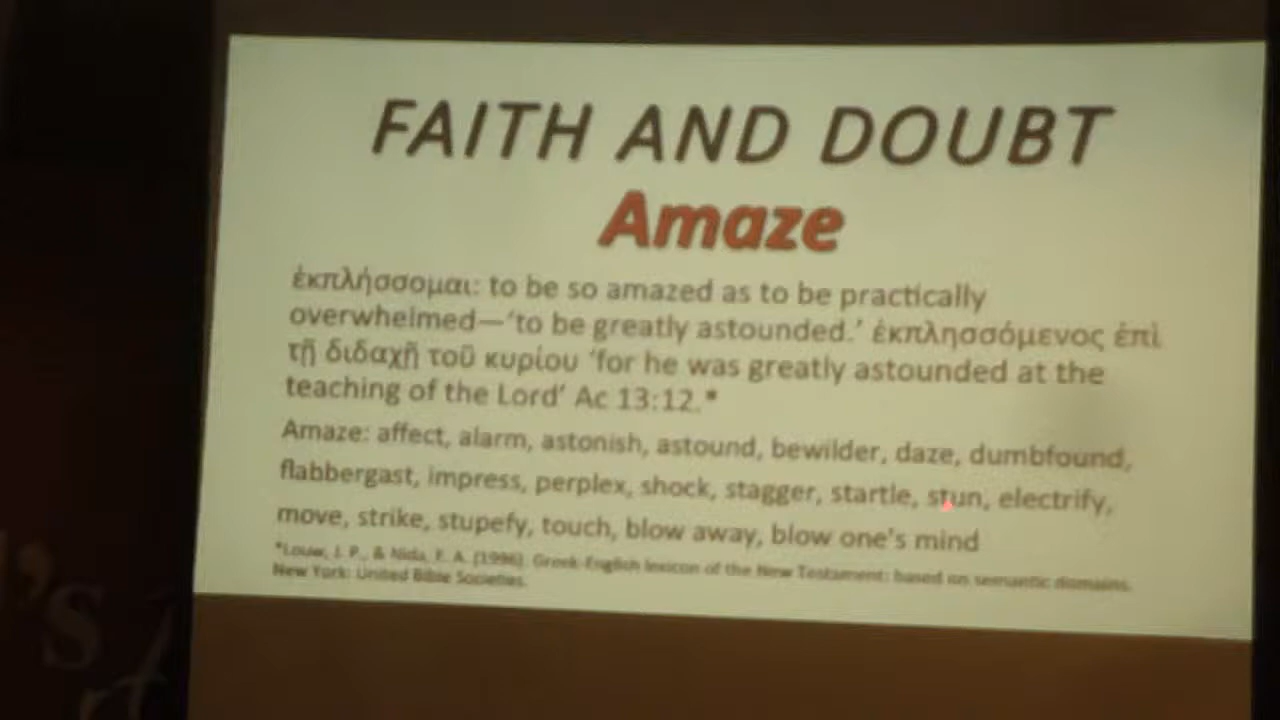 FAITH AND DOUBT
Amaze
ἐκπλήσσομαι: to be so amazed as to be practically
overwhelmed—‘to be greatly astounded.’ ἐκπλησσόμενος ἐπὶ
τῇ διδαχῇ τοῦ κυρίου ‘for he was greatly astounded at the
teaching of the Lord’ Ac 13:12.*
Amaze: affect, alarm, astonish, astound, bewilder, daze, dumbfound,
flabbergast, impress, perplex, shock, stagger, startle, stun, electrify,
move, strike, stupefy, touch, blow away, blow one's mind
*Louw, J. P., & Nida, E. A. (1996). Greek-English lexicon of the New Testament: based on semantic domains.
New York: United Bible Societies.
's